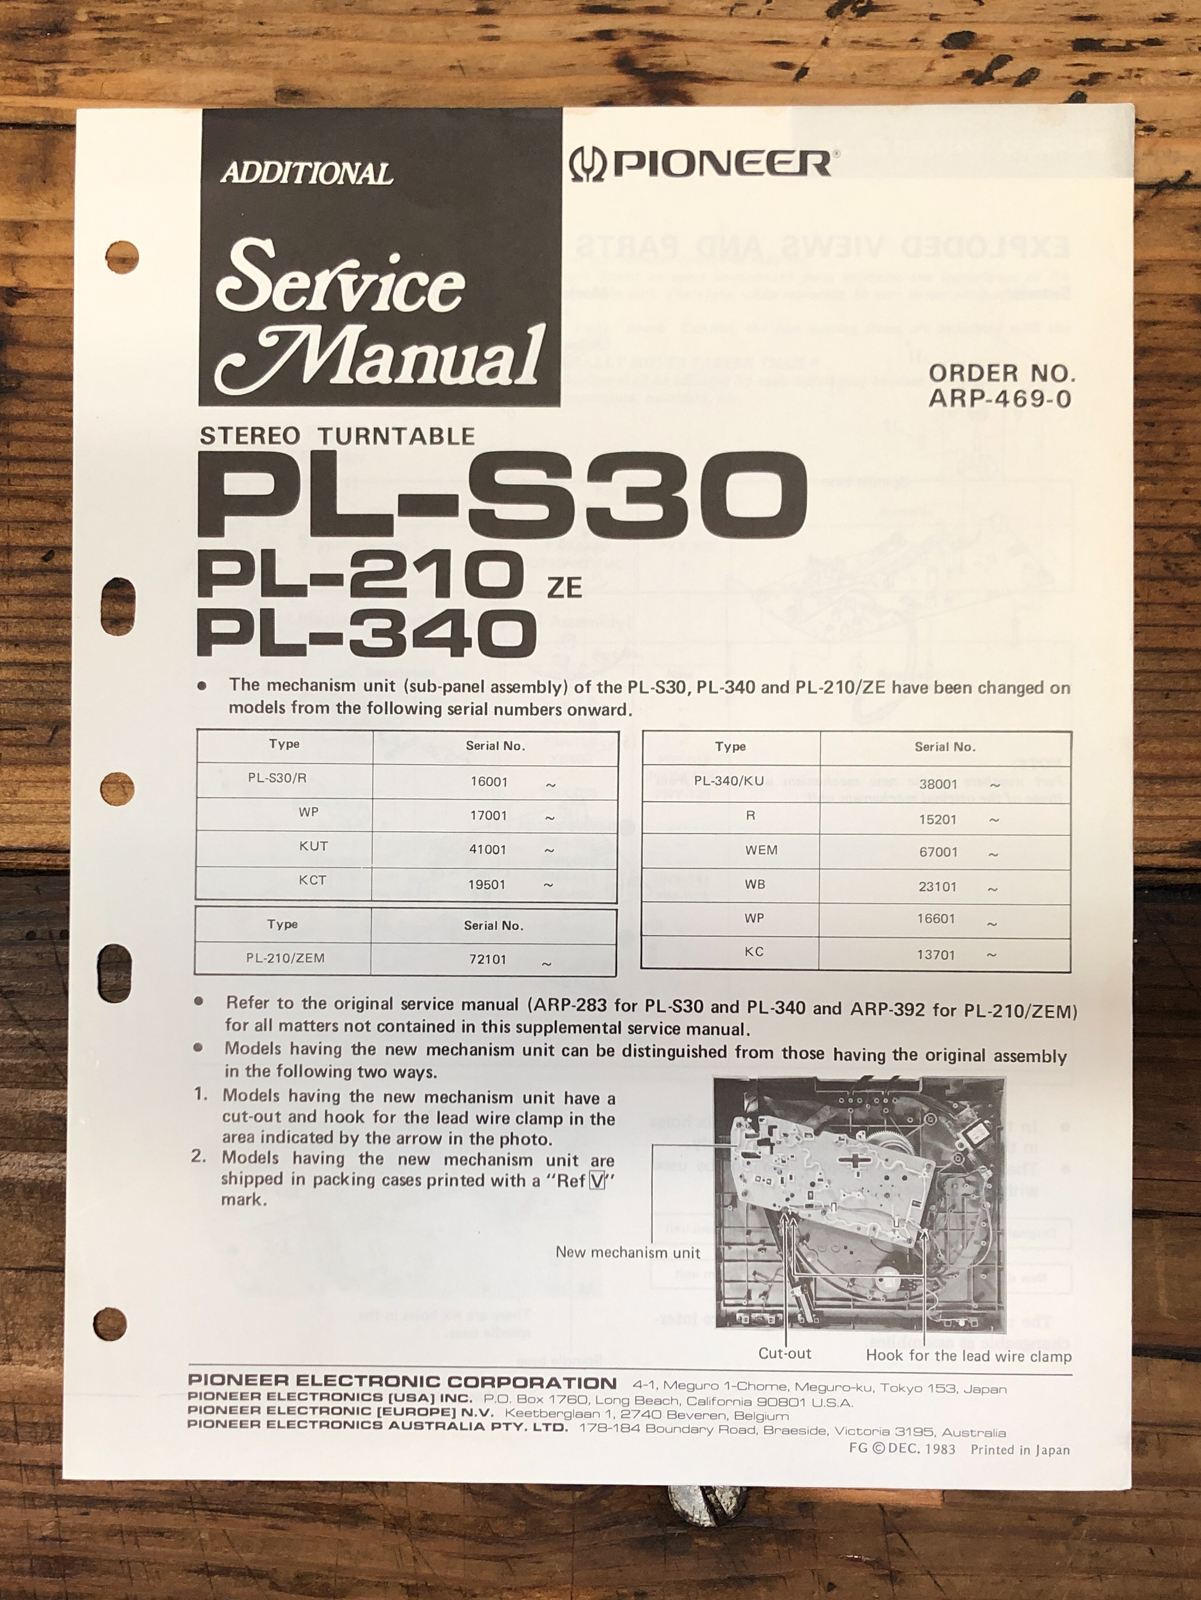 ADDITIONAL
Service
Manual
PIONEER®
ORDER NO.
ARP-469-0
STEREO TURNTABLE
PL-S30
PL-210 ZE
PL-340
• The mechanism unit (sub-panel assembly) of the PL-S30, PL-340 and PL-210/ZE have been changed on
models from the following serial numbers onward.
Type Serial No.
PL-S30/R 16001 ~
WP 17001 ~
KUT 41001 ~
KCT 19501 ~
Type Serial No.
PL-210/ZEM 72101 ~
Type Serial No.
PL-340/KU 38001 ~
R 15201 ~
WEM 67001 ~
WB 23101 ~
WP 16601 ~
KC 13701 ~
• Refer to the original service manual (ARP-283 for PL-S30 and PL-340 and ARP-392 for PL-210/ZEM)
for all matters not contained in this supplemental service manual.
• Models having the new mechanism unit can be distinguished from those having the original assembly
in the following two ways.
1. Models having the new mechanism unit have a
cut-out and hook for the lead wire clamp in the
area indicated by the arrow in the photo.
2. Models having the new mechanism unit are
shipped in packing cases printed with a "Ref V"
mark.
New mechanism unit
Cut-out
Hook for the lead wire clamp
PIONEER ELECTRONIC CORPORATION 4-1, Meguro 1-Chome, Meguro-ku, Tokyo 153, Japan
PIONEER ELECTRONICS [USA] INC. P.O. Box 1760, Long Beach, California 90801 U.S.A.
PIONEER ELECTRONIC [EUROPE] N.V. Keetberglaan 1, 2740 Beveren, Belgium
PIONEER ELECTRONICS AUSTRALIA PTY. LTD. 178-184 Boundary Road, Braeside, Victoria 3195, Australia
FG © DEC. 1983 Printed in Japan